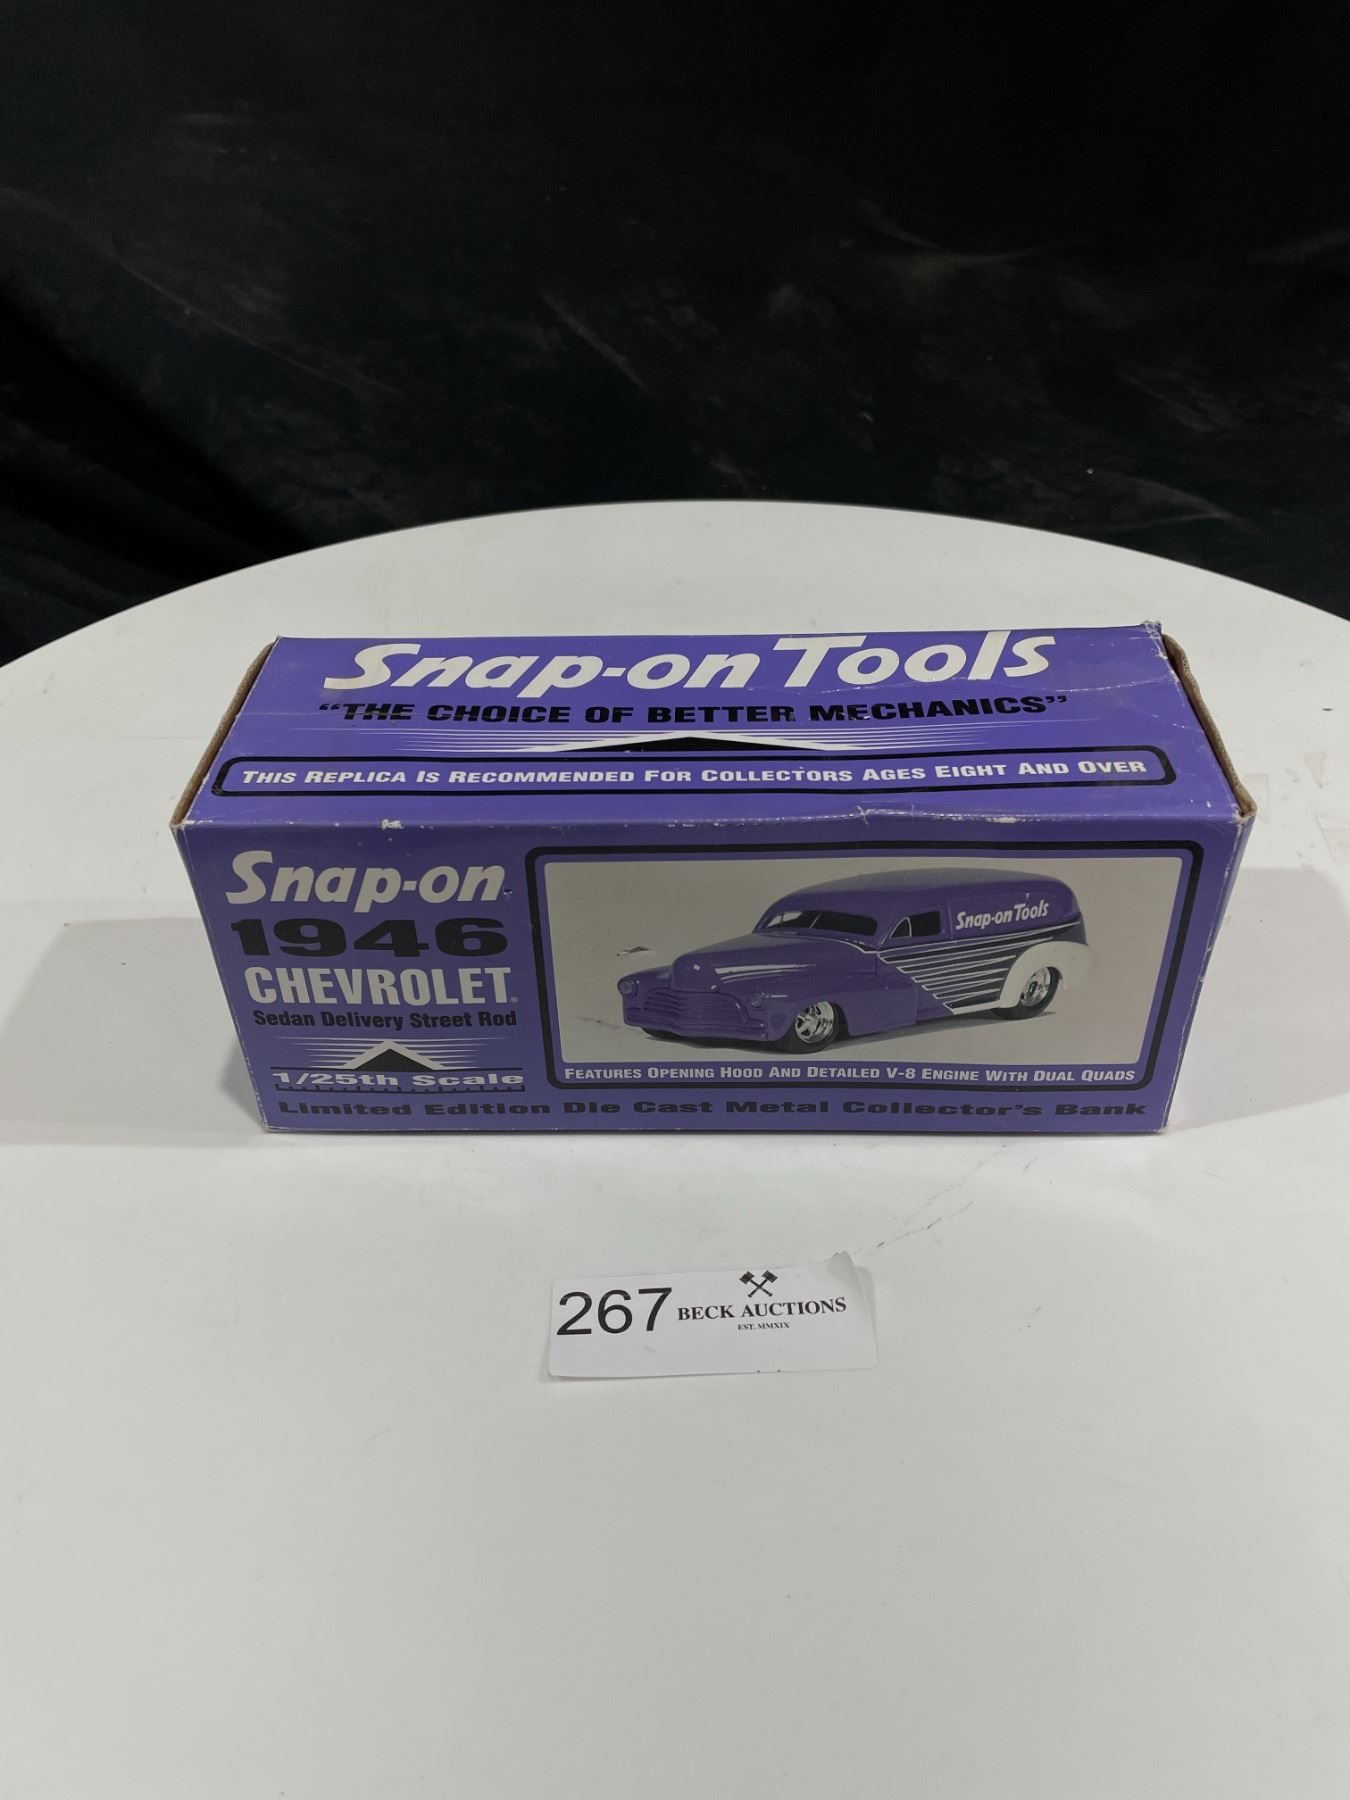 Snap-on Tools
"THE CHOICE OF BETTER MECHANICS"
THIS REPLICA IS RECOMMENDED FOR COLLECTORS AGES EIGHT AND OVER
Snap-on
1946
CHEVROLET®
Sedan Delivery Street Rod
1/25th Scale
Snap-on Tools
FEATURES OPENING HOOD AND DETAILED V-8 ENGINE WITH DUAL QUADS
Limited Edition Die Cast Metal Collector's Bank
267 BECK AUCTIONS
EST. MMXIX